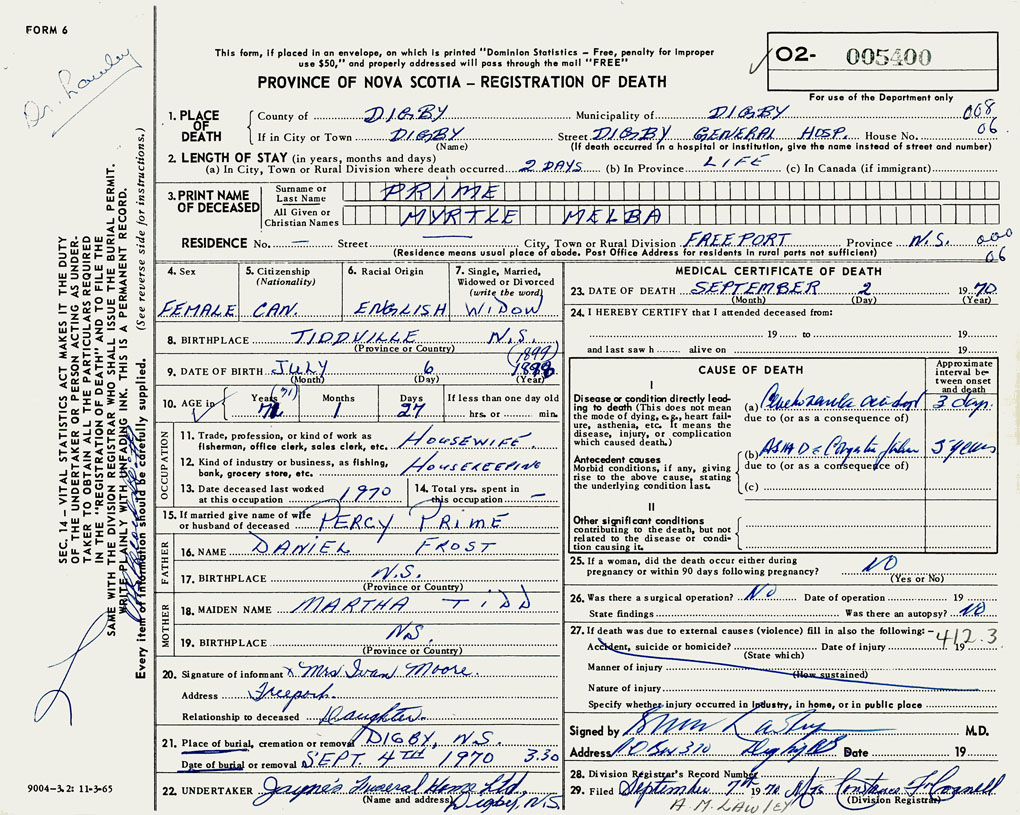 FORM 6
Dr. Lawley
This form, if placed in an envelope, on which is printed "Dominion Statistics – Free, penalty for improper
use $50," and properly addressed will pass through the mail "FREE"
PROVINCE OF NOVA SCOTIA – REGISTRATION OF DEATH
O2- 005400
For use of the Department only
1. PLACE OF DEATH
County of DIGBY Municipality of DIGBY 008
If in City or Town DIGBY Street DIGBY GENERAL HOSP. House No. 06
(Name) (If death occurred in a hospital or institution, give the name instead of street and number)
2. LENGTH OF STAY (in years, months and days)
(a) In City, Town or Rural Division where death occurred 2 DAYS (b) In Province LIFE (c) In Canada (if immigrant)
3. PRINT NAME OF DECEASED
Surname or Last Name PRIME
All Given or Christian Names MYRTLE MELBA
RESIDENCE No. — Street — City, Town or Rural Division FREEPORT Province N.S. 000
(Residence means usual place of abode. Post Office Address for residents in rural parts not sufficient) 06
4. Sex FEMALE
5. Citizenship (Nationality) CAN.
6. Racial Origin ENGLISH
7. Single, Married, Widowed or Divorced (write the word) WIDOW
8. BIRTHPLACE TIDDVILLE N.S.
(Province or Country)
9. DATE OF BIRTH JULY 6 (1899)
(Month) (Day) (Year)
10. AGE in Years (71) Months 1 Days 27 If less than one day old
hrs. or min.
OCCUPATION
11. Trade, profession, or kind of work as fisherman, office clerk, sales clerk, etc. HOUSEWIFE.
12. Kind of industry or business, as fishing, bank, grocery store, etc. HOUSEKEEPING
13. Date deceased last worked at this occupation 1970
14. Total yrs. spent in this occupation –
15. If married give name of wife or husband of deceased PERCY PRIME
FATHER
16. NAME DANIEL FROST
17. BIRTHPLACE N.S.
(Province or Country)
MOTHER
18. MAIDEN NAME MARTHA TIDD
19. BIRTHPLACE N.S.
(Province or Country)
20. Signature of informant x Mrs Ivan Moore.
Address Freeport.
Relationship to deceased Daughter.
21. Place of burial, cremation or removal DIGBY, N.S.
Date of burial or removal SEPT. 4TH 1970 3.30
22. UNDERTAKER Jayne's Funeral Home Ltd.
(Name and address) Digby, N.S.
MEDICAL CERTIFICATE OF DEATH
23. DATE OF DEATH SEPTEMBER 2 1970
(Month) (Day) (Year)
24. I HEREBY CERTIFY that I attended deceased from:
19 to 19
and last saw h alive on 19
CAUSE OF DEATH
Approximate interval between onset and death
I
Disease or condition directly leading to death (This does not mean the mode of dying, e.g., heart failure, asthenia, etc. It means the disease, injury, or complication which caused death.)
(a) 3 days.
due to (or as a consequence of)
Antecedent causes
Morbid conditions, if any, giving rise to the above cause, stating the underlying condition last.
(b) ASHD 5 years
due to (or as a consequence of)
(c)
II
Other significant conditions
contributing to the death, but not related to the disease or condition causing it.
25. If a woman, did the death occur either during pregnancy or within 90 days following pregnancy? NO
(Yes or No)
26. Was there a surgical operation? NO Date of operation 19
State findings Was there an autopsy? NO
27. If death was due to external causes (violence) fill in also the following: – 412.3
Accident, suicide or homicide? Date of injury 19
(State which)
Manner of injury
(How sustained)
Nature of injury
Specify whether injury occurred in industry, in home, or in public place
Signed by M.D.
Address P.O Box 370 Digby NS Date 19
28. Division Registrar's Record Number
29. Filed September 7th 1970
(Division Registrar)
A. M. LAWLEY
SEC. 14 – VITAL STATISTICS ACT MAKES IT THE DUTY
OF THE UNDERTAKER OR PERSON ACTING AS UNDERTAKER
TO OBTAIN ALL THE PARTICULARS REQUIRED
IN THE "REGISTRATION OF DEATH" AND TO FILE THE
SAME WITH THE DIVISION REGISTRAR WHO SHALL ISSUE THE BURIAL PERMIT.
WRITE PLAINLY WITH UNFADING INK. THIS IS A PERMANENT RECORD.
Every item of information should be carefully supplied. (See reverse side for instructions.)
9004-3.2: 11-3-65